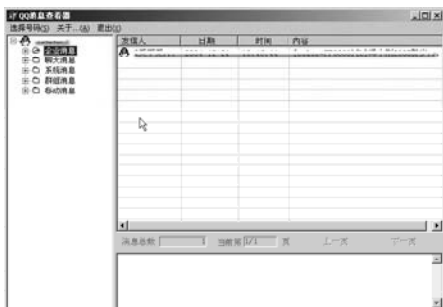 QQ消息查看器
选择号码(S) 关于...(A) 退出(Q)
企业消息
聊天消息
系统消息
群组消息
移动消息
发信人 日期 时间 内容
消息总数 1 当前第 1/1 页 上一页 下一页